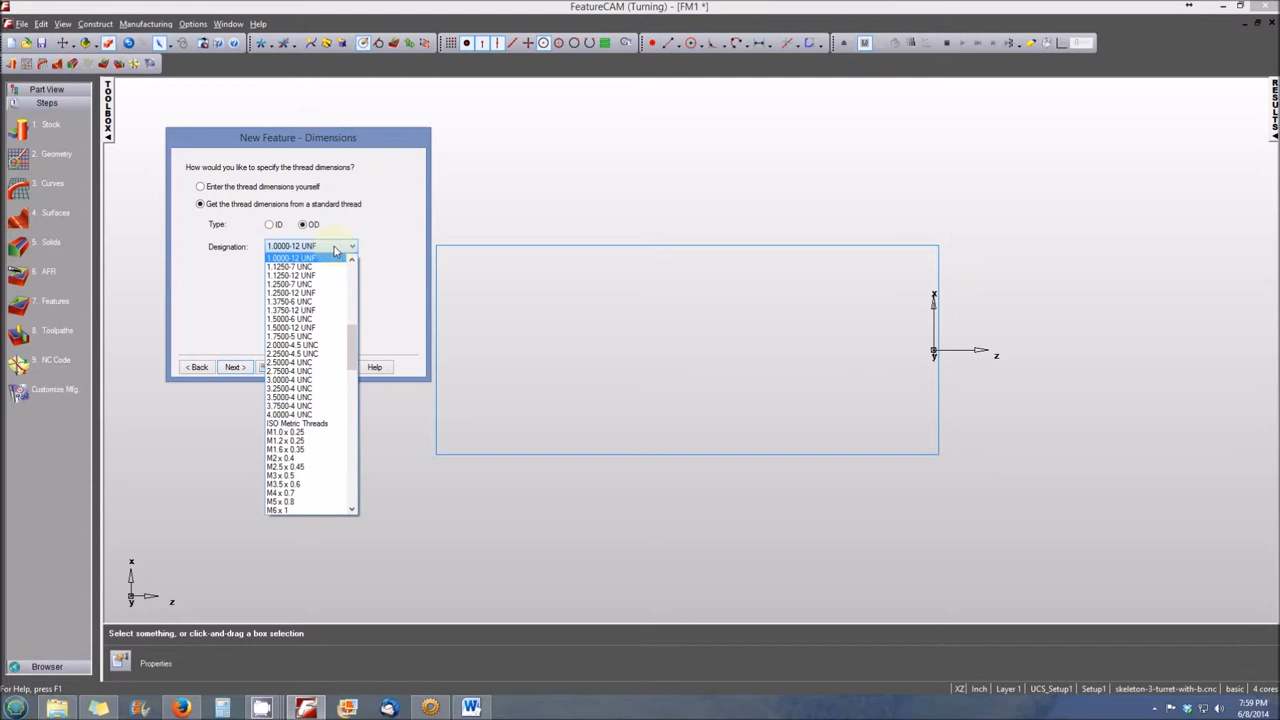 FeatureCAM (Turning) - [FM1 *]
File Edit View Construct Manufacturing Options Window Help
Part View
Steps
1. Stock
2. Geometry
3. Curves
4. Surfaces
5. Solids
6. AFR
7. Features
8. Toolpaths
9. NC Code
Customize Mfg.
Browser
TOOLBOX
RESULTS
New Feature - Dimensions
How would you like to specify the thread dimensions?
Enter the thread dimensions yourself
Get the thread dimensions from a standard thread
Type: ID OD
Designation: 1.0000-12 UNF
1.0000-12 UNF
1.1250-7 UNC
1.1250-12 UNF
1.2500-7 UNC
1.2500-12 UNF
1.3750-6 UNC
1.3750-12 UNF
1.5000-6 UNC
1.5000-12 UNF
1.7500-5 UNC
2.0000-4.5 UNC
2.2500-4.5 UNC
2.5000-4 UNC
2.7500-4 UNC
3.0000-4 UNC
3.2500-4 UNC
3.5000-4 UNC
3.7500-4 UNC
4.0000-4 UNC
ISO Metric Threads
M1.0 x 0.25
M1.2 x 0.25
M1.6 x 0.35
M2 x 0.4
M2.5 x 0.45
M3 x 0.5
M3.5 x 0.6
M4 x 0.7
M5 x 0.8
M6 x 1
< Back Next > Help
x
z
y
x
z
y
Select something, or click-and-drag a box selection
Properties
For Help, press F1
XZ Inch Layer 1 UCS_Setup1 Setup1 skeleton-3-turret-with-b.cnc basic 4 cores
7:59 PM
6/8/2014